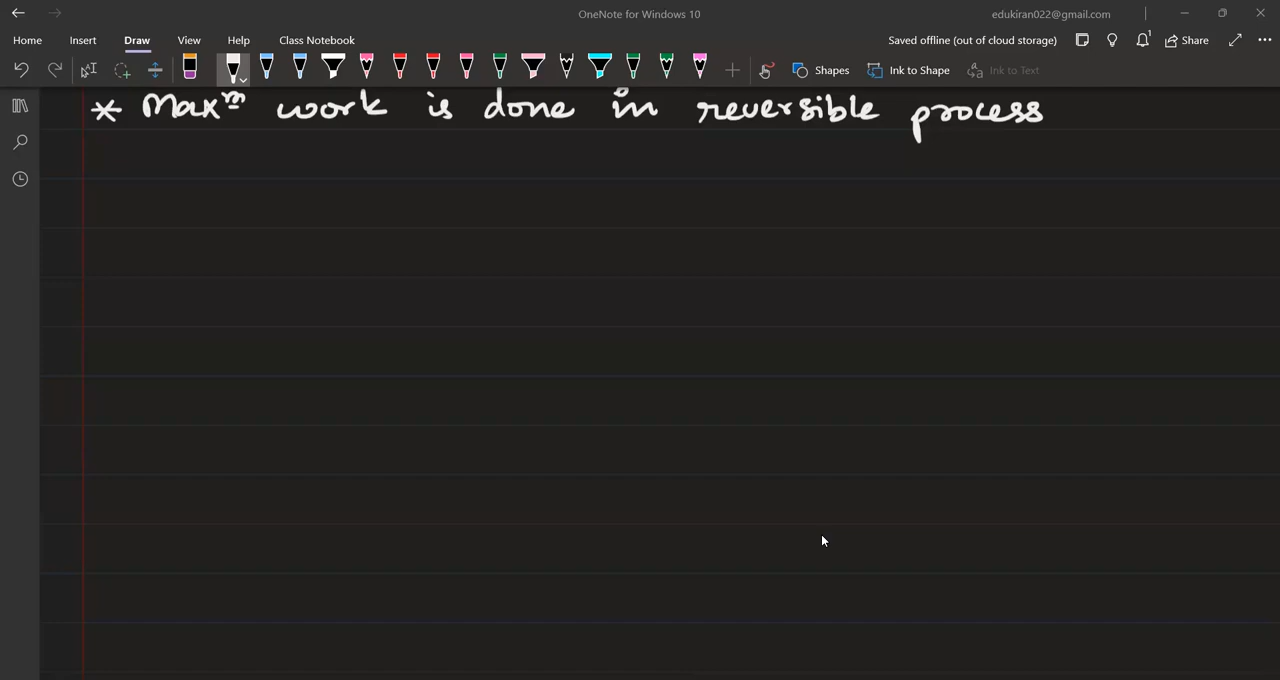 OneNote for Windows 10
edukiran022@gmail.com
Home Insert Draw View Help Class Notebook
Saved offline (out of cloud storage) 1 Share
Shapes Ink to Shape Ink to Text
* Maxᵐ work is done in reversible process